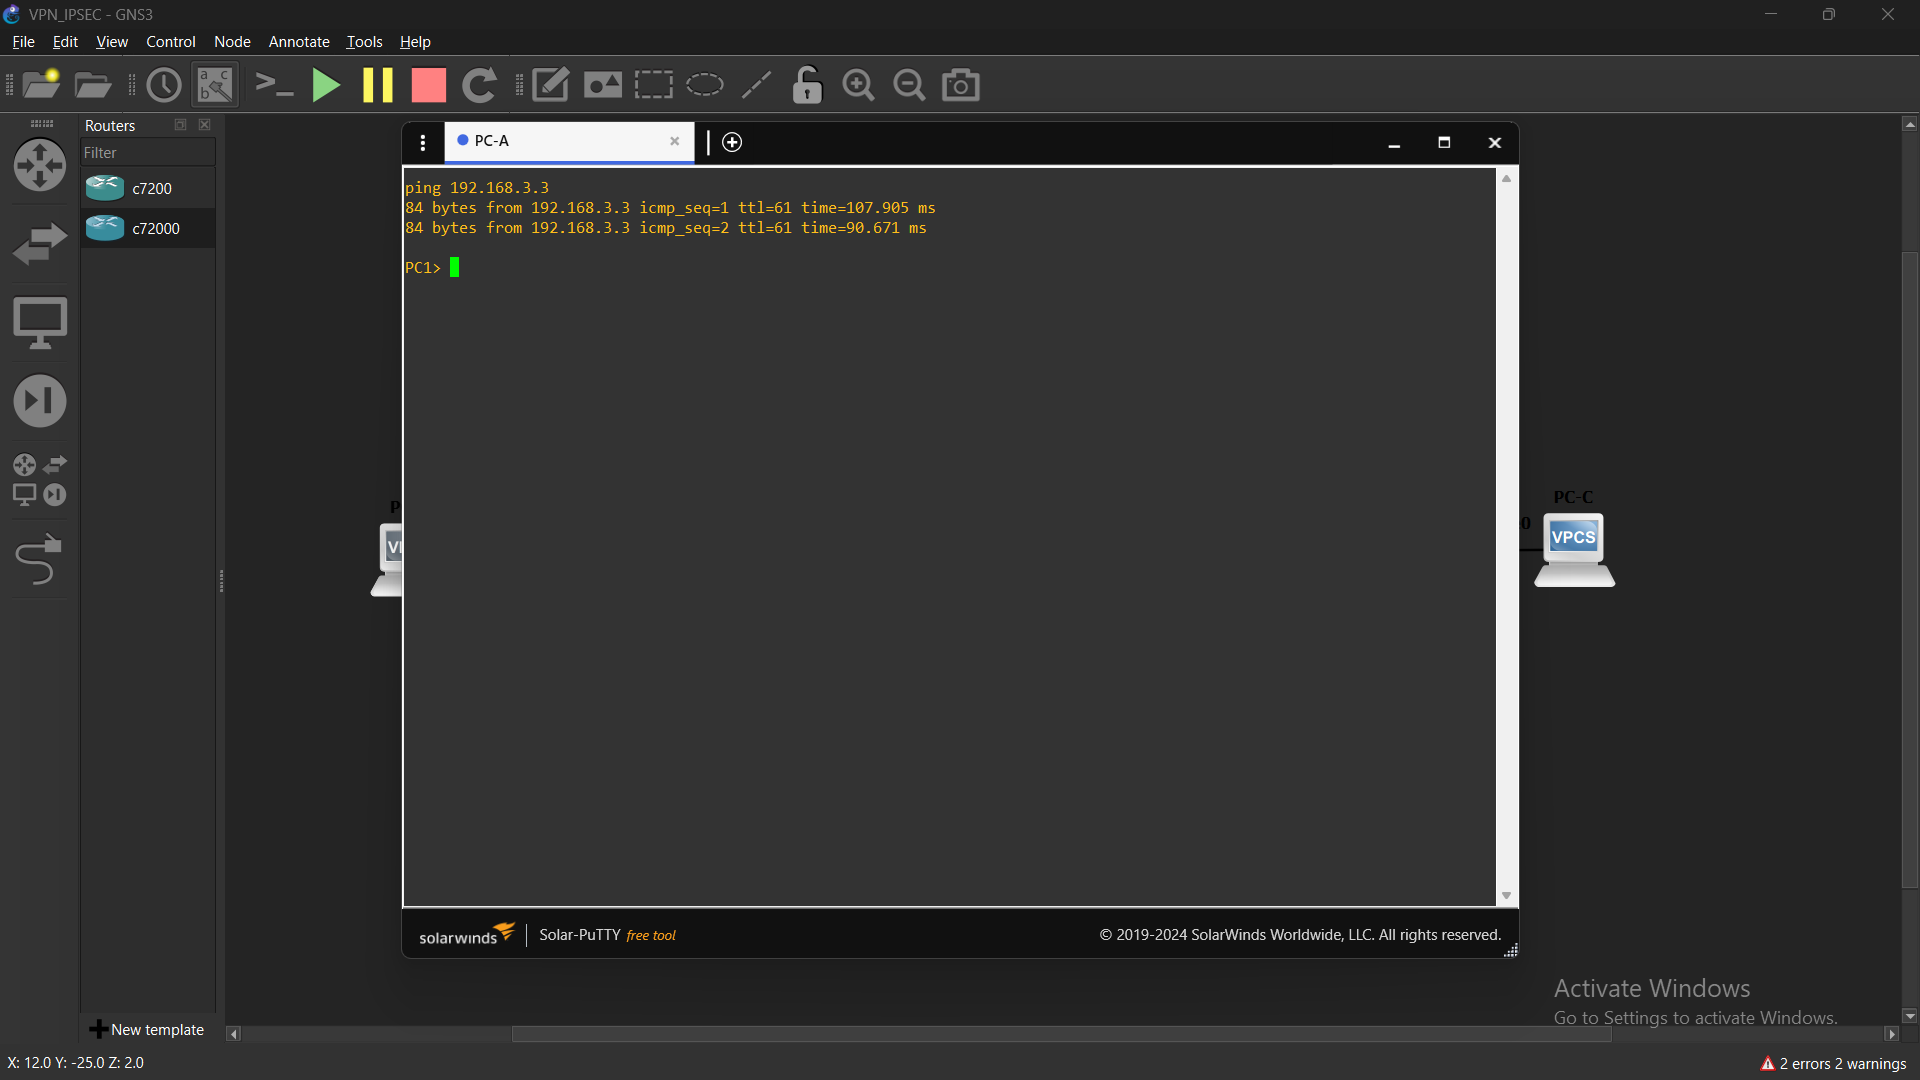 VPN_IPSEC - GNS3
File Edit View Control Node Annotate Tools Help
a c
b
Routers
Filter
c7200
c72000
New template
PC-A
ping 192.168.3.3
84 bytes from 192.168.3.3 icmp_seq=1 ttl=61 time=107.905 ms
84 bytes from 192.168.3.3 icmp_seq=2 ttl=61 time=90.671 ms
PC1>
PC-C
VPCS
solarwinds
Solar-PuTTY free tool
© 2019-2024 SolarWinds Worldwide, LLC. All rights reserved.
Activate Windows
Go to Settings to activate Windows.
X: 12.0 Y: -25.0 Z: 2.0
2 errors 2 warnings